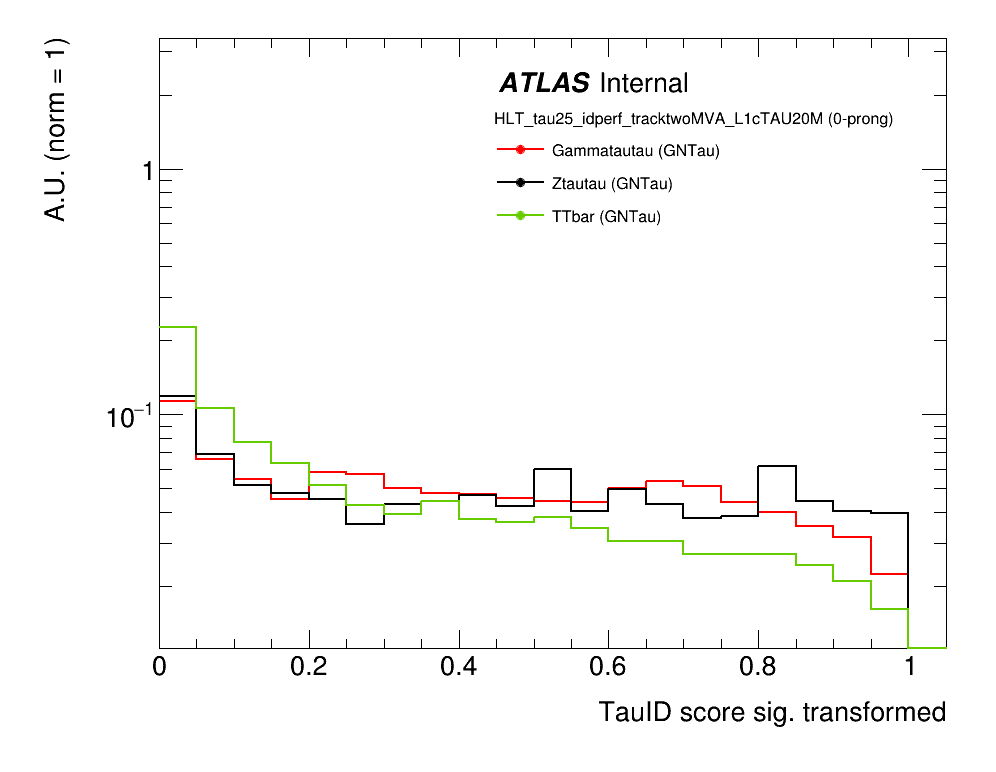 A.U. (norm = 1)
ATLAS Internal
HLT_tau25_idperf_tracktwoMVA_L1cTAU20M (0-prong)
Gammatautau (GNTau)
Ztautau (GNTau)
TTbar (GNTau)
1
10⁻¹
0 0.2 0.4 0.6 0.8 1
TauID score sig. transformed